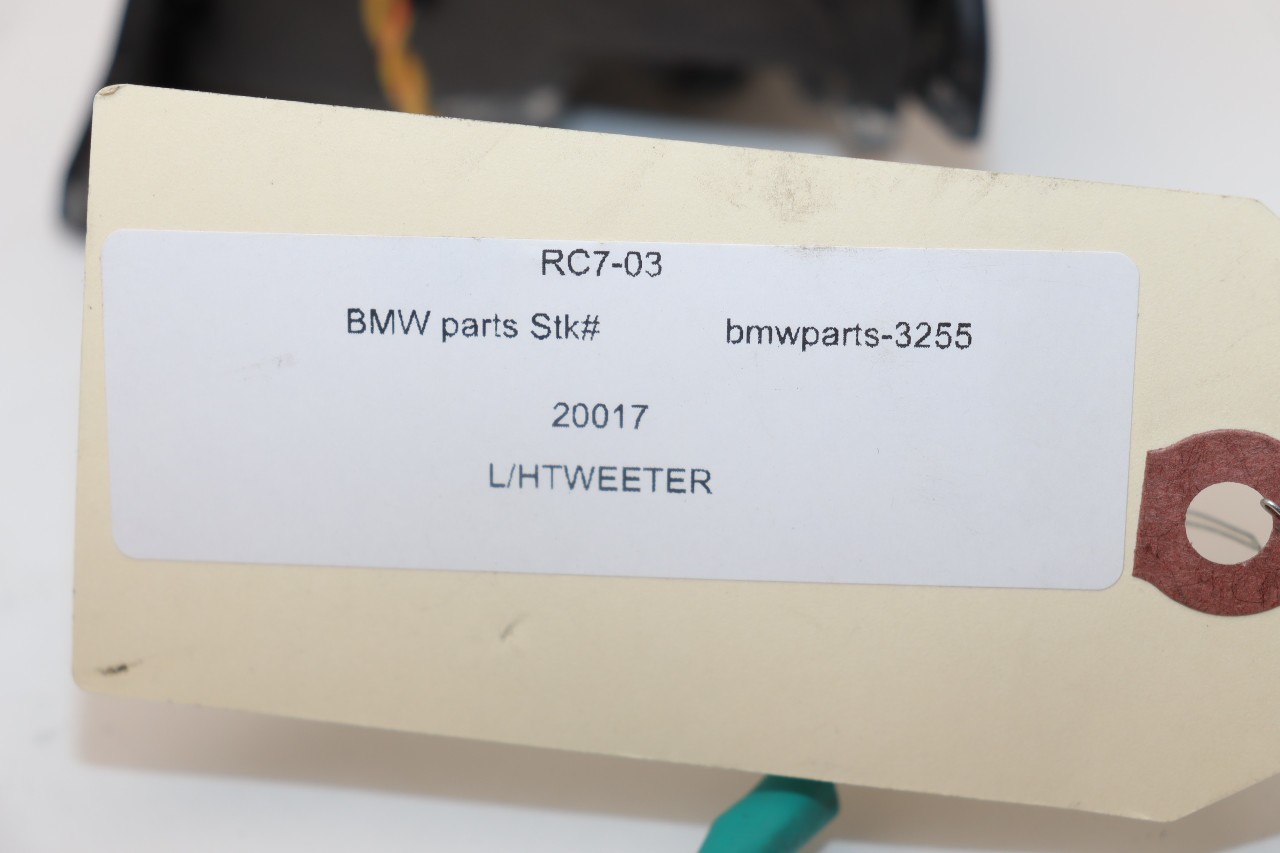 RC7-03
BMW parts Stk# bmwparts-3255
20017
L/HTWEETER